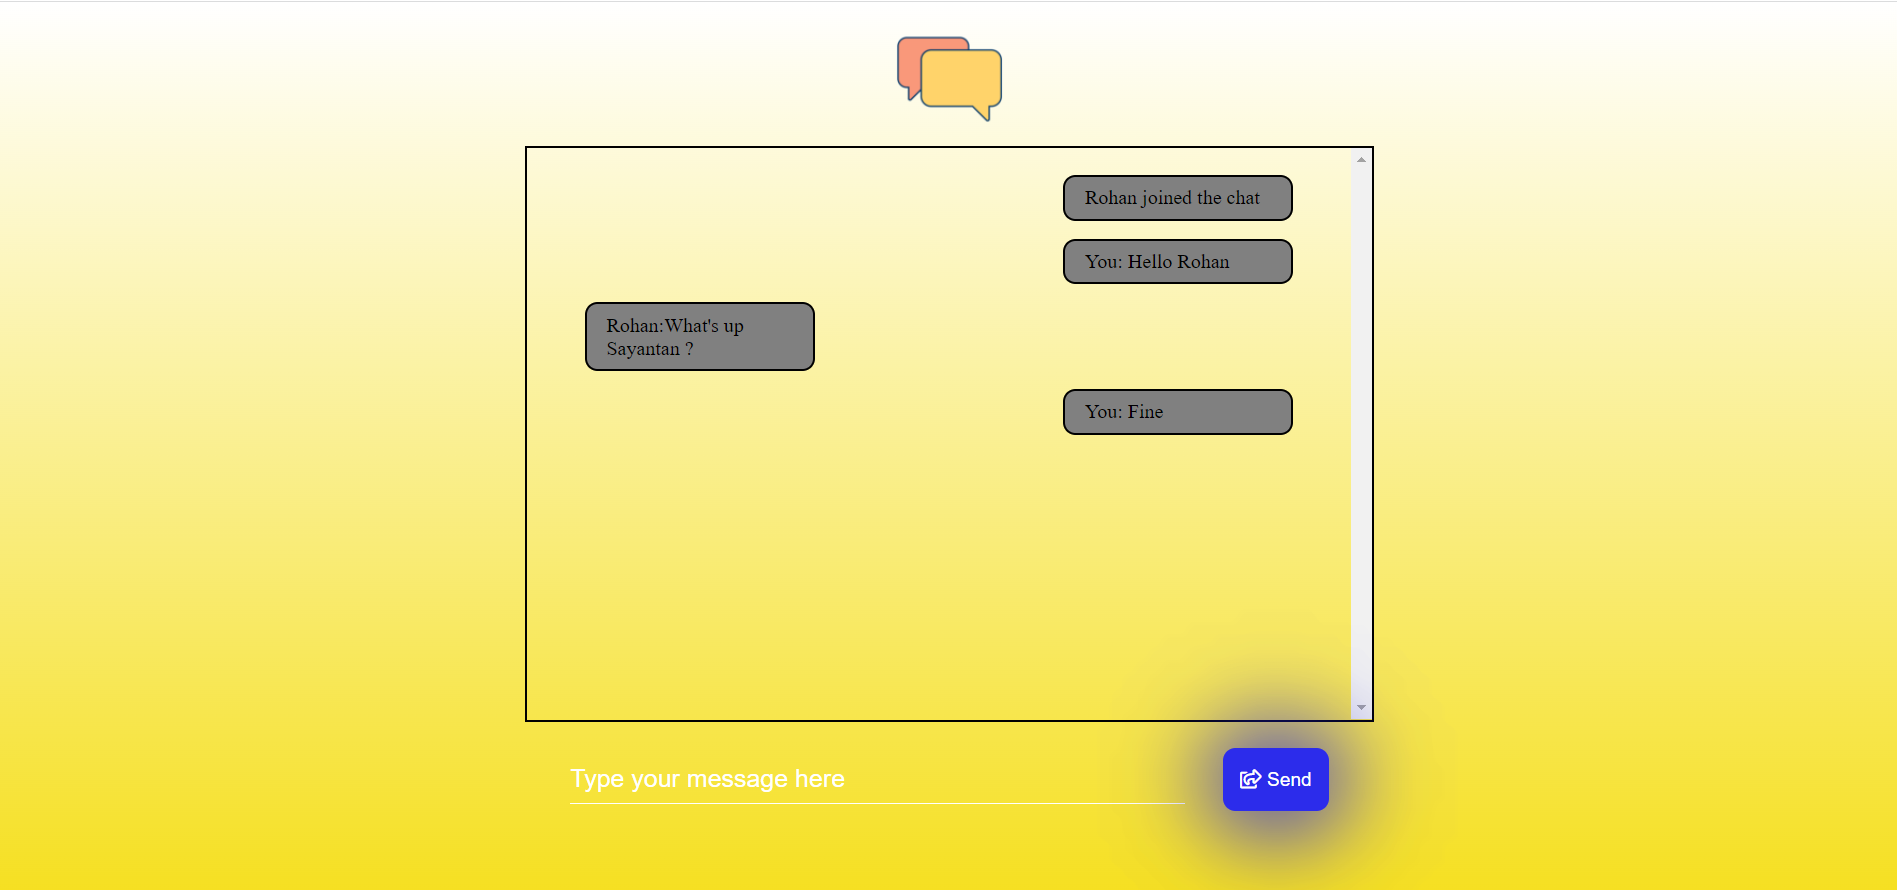 Rohan joined the chat
You: Hello Rohan
Rohan:What's up
Sayantan ?
You: Fine
Type your message here
Send